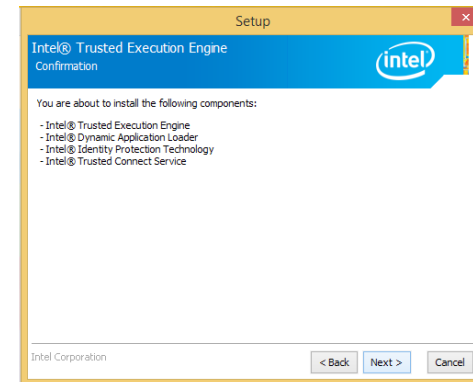 Setup
Intel® Trusted Execution Engine
Confirmation
intel
You are about to install the following components:
- Intel® Trusted Execution Engine
- Intel® Dynamic Application Loader
- Intel® Identity Protection Technology
- Intel® Trusted Connect Service
Intel Corporation
< Back Next > Cancel